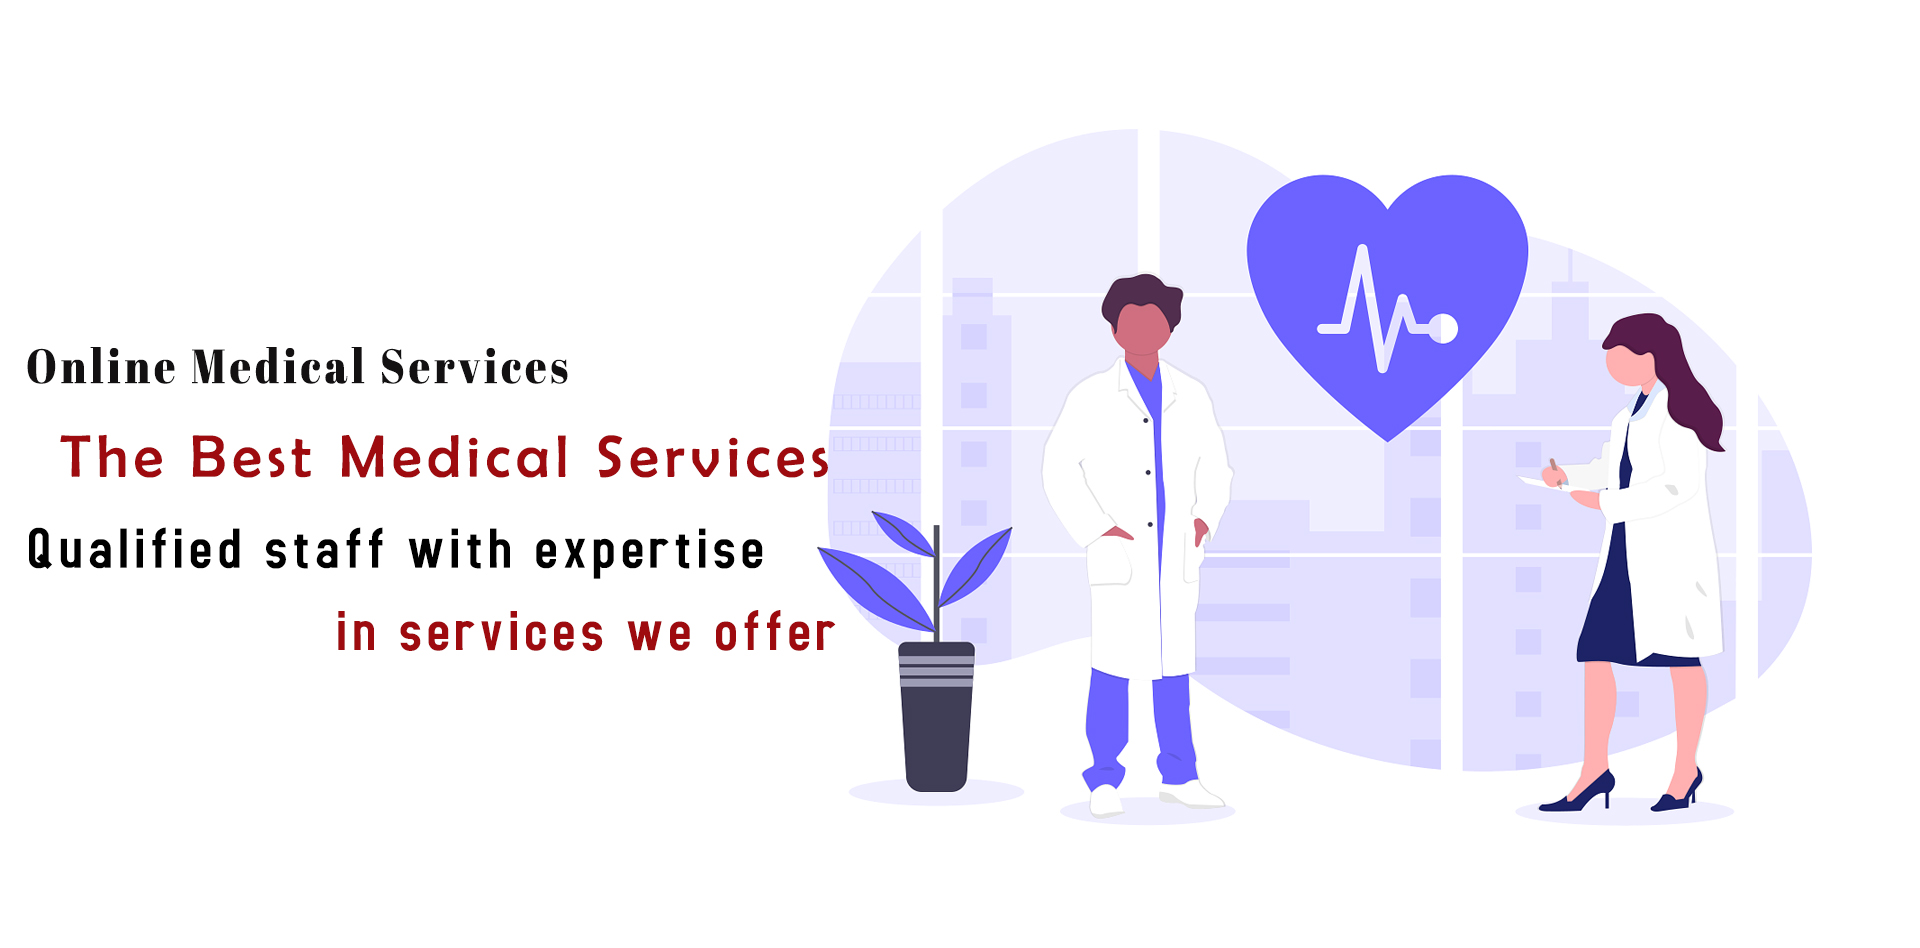 Online Medical Services
The Best Medical Services
Qualified staff with expertise
in services we offer